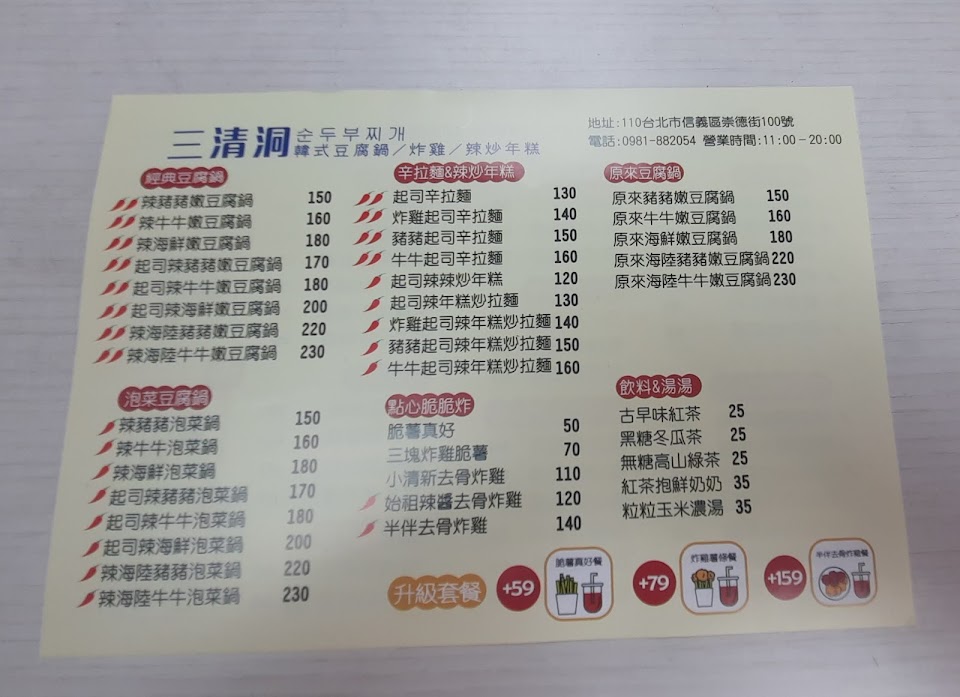 三清洞 순두부찌개
韓式豆腐鍋/炸雞/辣炒年糕
地址:110台北市信義區崇德街100號
電話:0981-882054 營業時間:11:00-20:00
經典豆腐鍋
辣豬豬嫩豆腐鍋 150
辣牛牛嫩豆腐鍋 160
辣海鮮嫩豆腐鍋 180
起司辣豬豬嫩豆腐鍋 170
起司辣牛牛嫩豆腐鍋 180
起司辣海鮮嫩豆腐鍋 200
辣海陸豬豬嫩豆腐鍋 220
辣海陸牛牛嫩豆腐鍋 230
泡菜豆腐鍋
辣豬豬泡菜鍋 150
辣牛牛泡菜鍋 160
辣海鮮泡菜鍋 180
起司辣豬豬泡菜鍋 170
起司辣牛牛泡菜鍋 180
起司辣海鮮泡菜鍋 200
辣海陸豬豬泡菜鍋 220
辣海陸牛牛泡菜鍋 230
辛拉麵&辣炒年糕
起司辛拉麵 130
炸雞起司辛拉麵 140
豬豬起司辛拉麵 150
牛牛起司辛拉麵 160
起司辣辣炒年糕 120
起司辣年糕炒拉麵 130
炸雞起司辣年糕炒拉麵 140
豬豬起司辣年糕炒拉麵 150
牛牛起司辣年糕炒拉麵 160
點心脆脆炸
脆薯真好 50
三塊炸雞脆薯 70
小清新去骨炸雞 110
始祖辣醬去骨炸雞 120
半伴去骨炸雞 140
原來豆腐鍋
原來豬豬嫩豆腐鍋 150
原來牛牛嫩豆腐鍋 160
原來海鮮嫩豆腐鍋 180
原來海陸豬豬嫩豆腐鍋 220
原來海陸牛牛嫩豆腐鍋 230
飲料&湯湯
古早味紅茶 25
黑糖冬瓜茶 25
無糖高山綠茶 25
紅茶抱鮮奶奶 35
粒粒玉米濃湯 35
升級套餐
+59 脆薯真好餐
+79 炸雞薯條餐
+159 半伴去骨炸雞餐